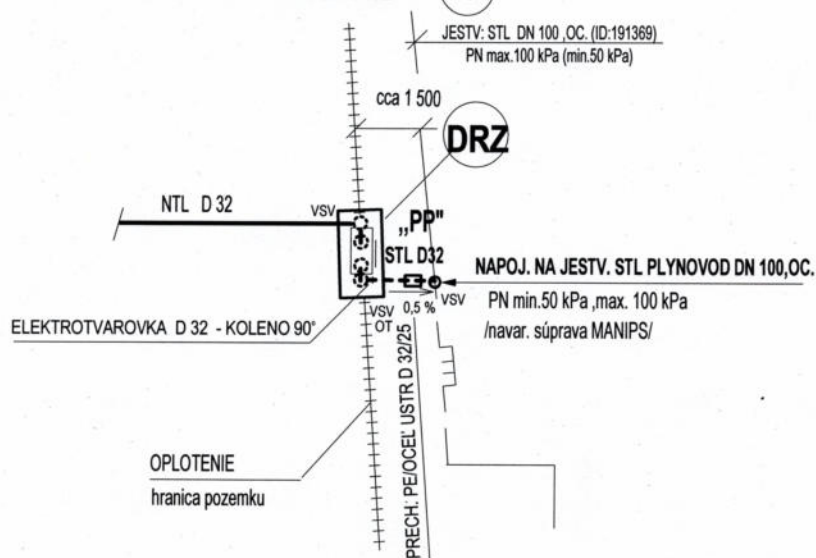 JESTV: STL DN 100 ,OC. (ID:191369)
PN max.100 kPa (min.50 kPa)
cca 1 500
DRZ
NTL D 32
VSV
„PP"
STL D32
NAPOJ. NA JESTV. STL PLYNOVOD DN 100,OC.
VSV
PN min.50 kPa ,max. 100 kPa
/navar. súprava MANIPS/
VSV
OT
0,5 %
ELEKTROTVAROVKA D 32 - KOLENO 90°
PRECH: PE/OCEĽ USTR D 32/25
OPLOTENIE
hranica pozemku